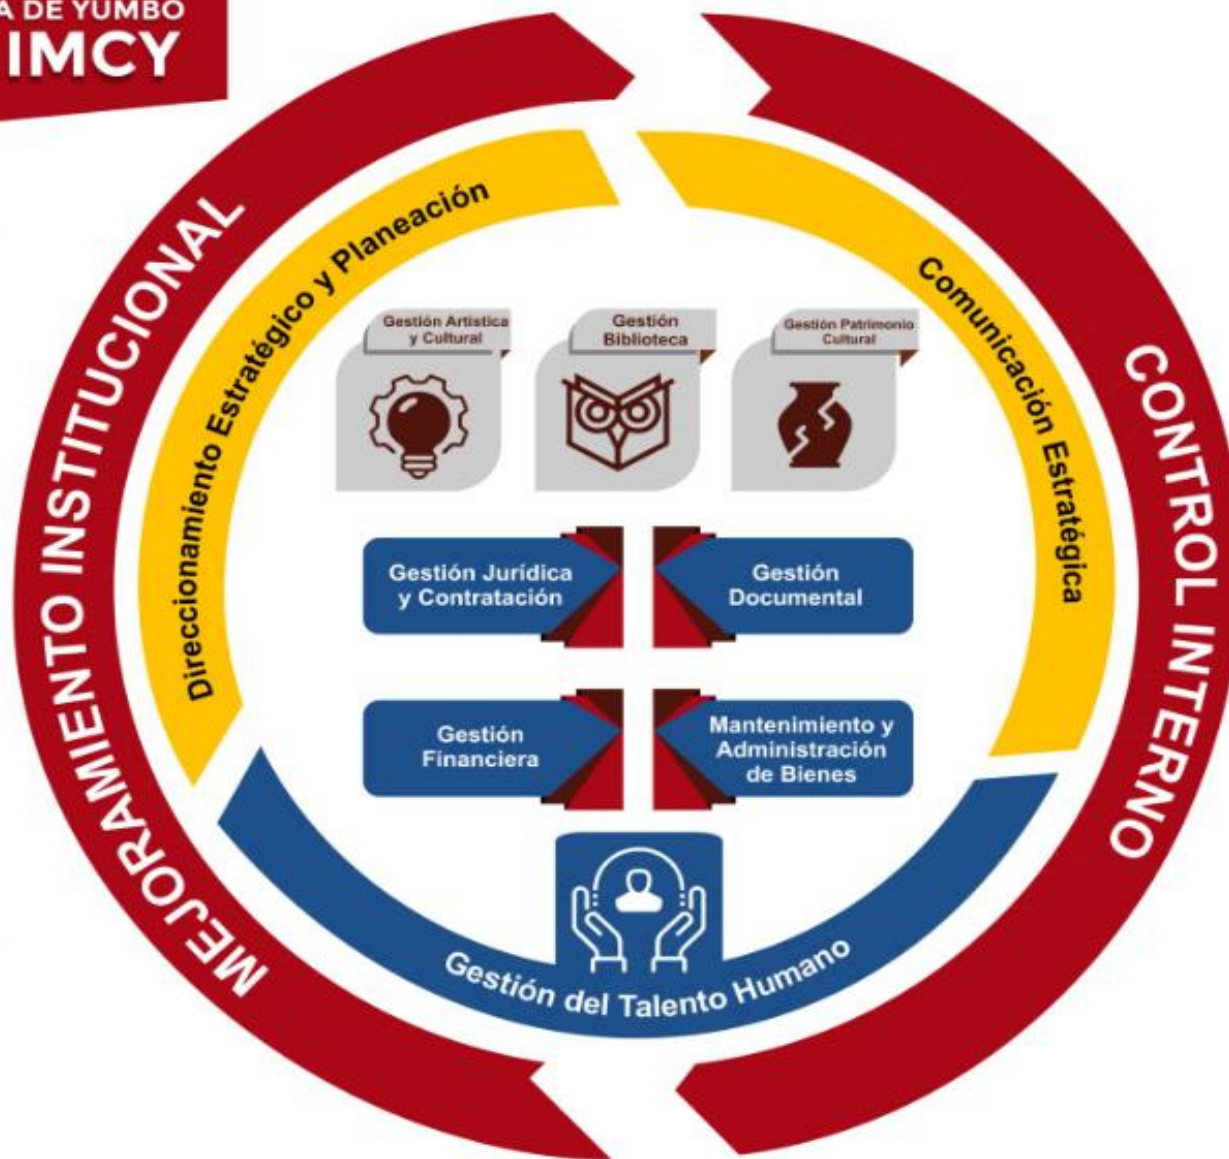 DE YUMBO
IMCY
MEJORAMIENTO INSTITUCIONAL
CONTROL INTERNO
Direccionamiento Estratégico y Planeación
Comunicación Estratégica
Gestión Artística
y Cultural
Gestión
Biblioteca
Gestión Patrimonio
Cultural
Gestión Jurídica
y Contratación
Gestión
Documental
Gestión
Financiera
Mantenimiento y
Administración
de Bienes
Gestión del Talento Humano